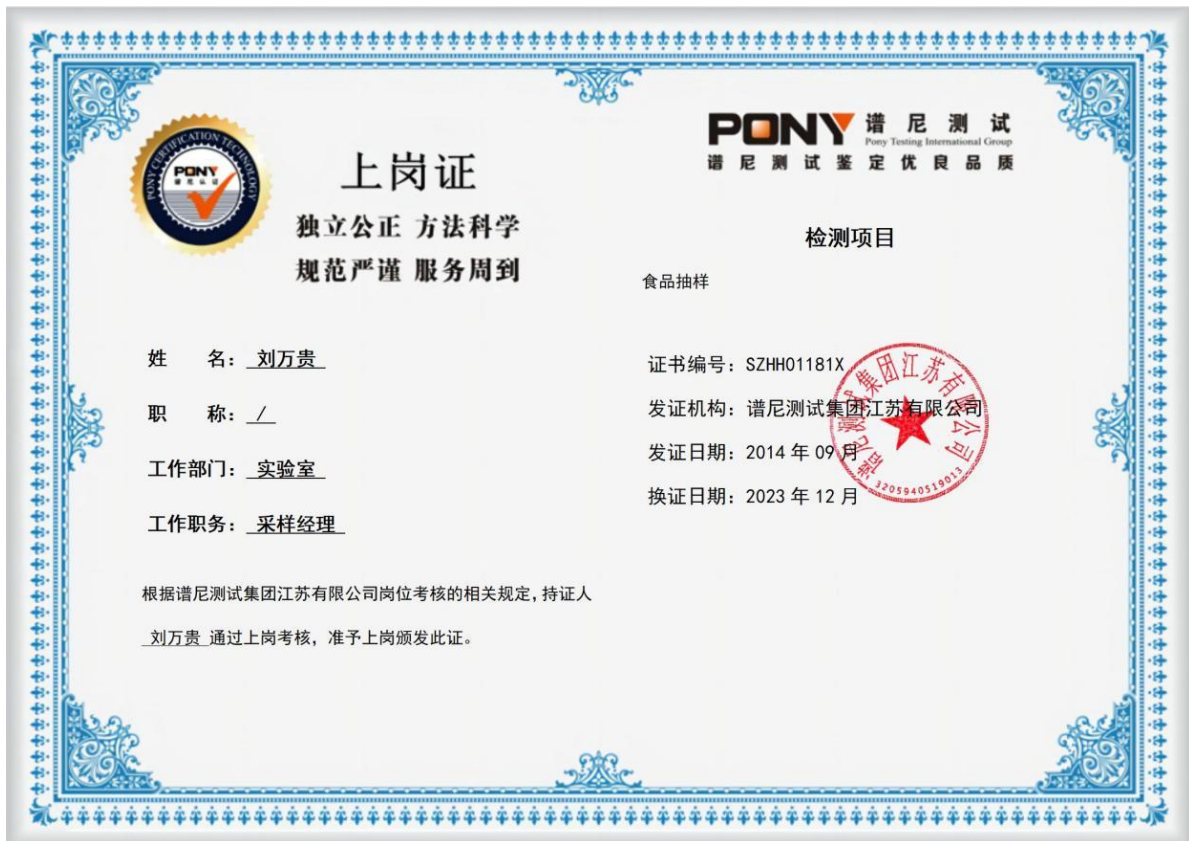 PONY CERTIFICATION TECHNOLOGY
PONY
谱尼认证
上岗证
独立公正 方法科学
规范严谨 服务周到
姓 名: 刘万贵
职 称: /
工作部门: 实验室
工作职务: 采样经理
根据谱尼测试集团江苏有限公司岗位考核的相关规定,持证人
刘万贵 通过上岗考核, 准予上岗颁发此证。
PONY 谱尼测试
Pony Testing International Group
谱尼测试鉴定优良品质
检测项目
食品抽样
证书编号: SZHH01181X
发证机构: 谱尼测试集团江苏有限公司
发证日期: 2014 年 09 月
换证日期: 2023 年 12 月
谱尼测试集团江苏有限公司
3205940519013